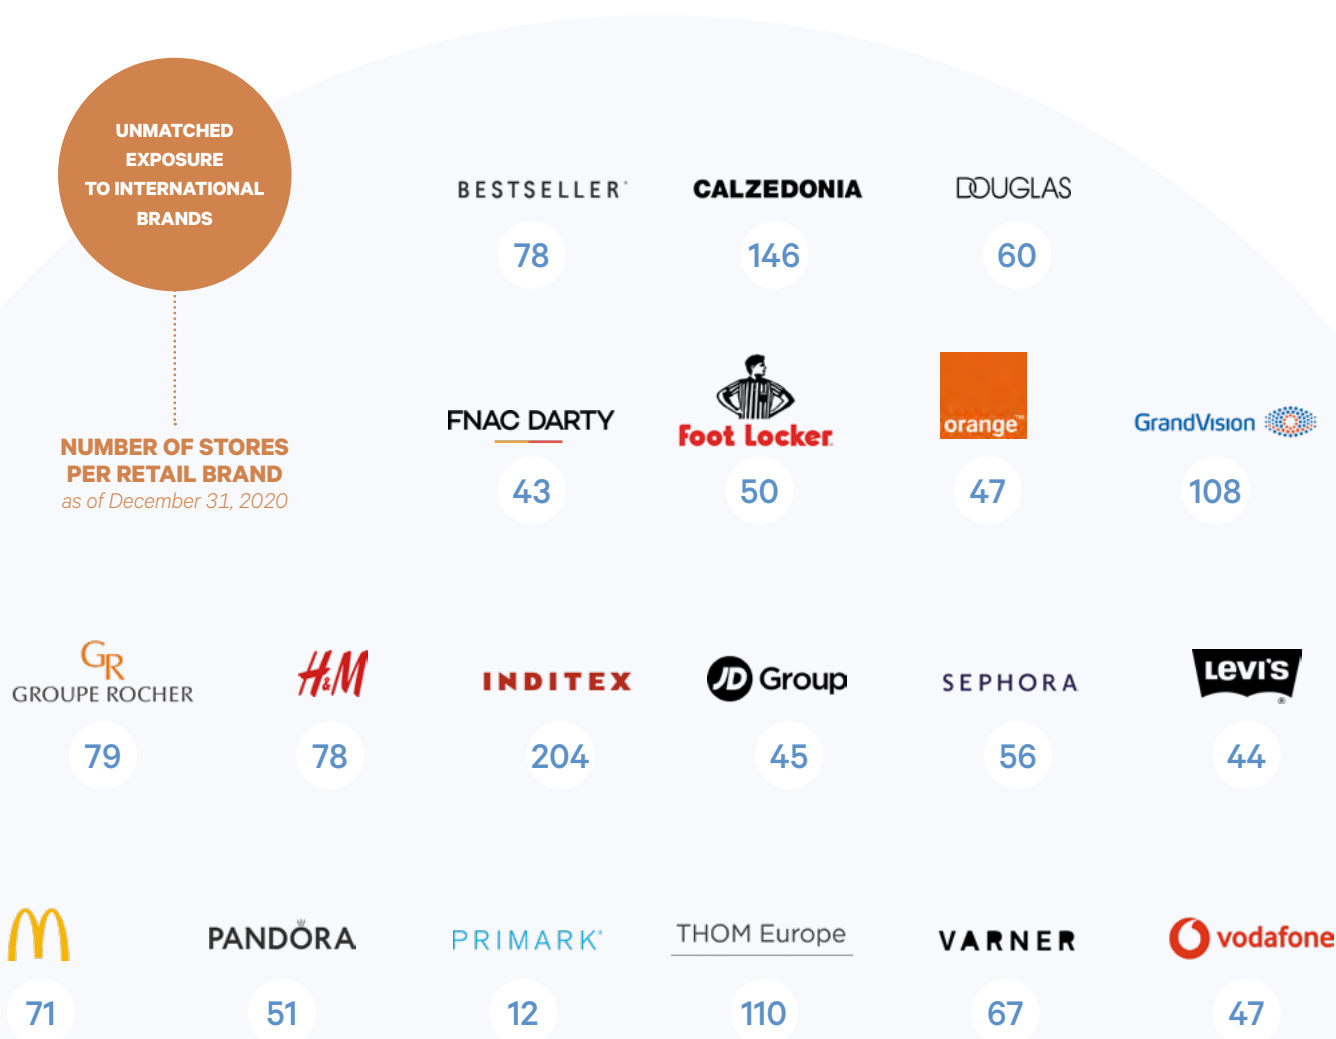 UNMATCHED
EXPOSURE
TO INTERNATIONAL
BRANDS
NUMBER OF STORES
PER RETAIL BRAND
as of December 31, 2020
BESTSELLER® CALZEDONIA DOUGLAS
78 146 60
FNAC DARTY Foot Locker® orange™ GrandVision
43 50 47 108
GR
GROUPE ROCHER H&M INDITEX JD Group SEPHORA LEVI'S®
79 78 204 45 56 44
M PANDORA PRIMARK® THOM Europe VARNER vodafone
71 51 12 110 67 47